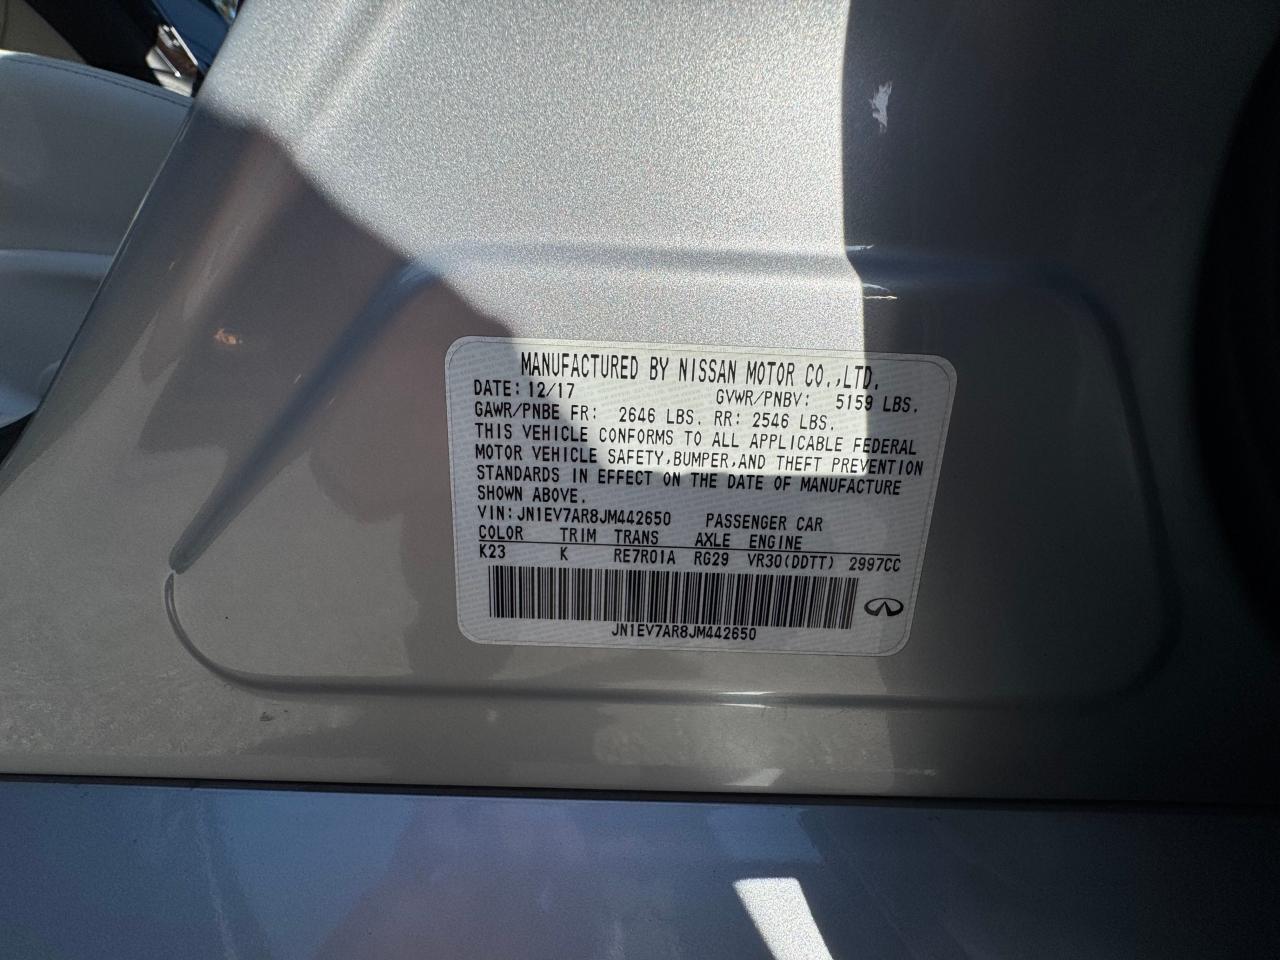 MANUFACTURED BY NISSAN MOTOR CO.,LTD.
DATE: 12/17 GVWR/PNBV: 5159 LBS.
GAWR/PNBE FR: 2646 LBS. RR: 2546 LBS.
THIS VEHICLE CONFORMS TO ALL APPLICABLE FEDERAL
MOTOR VEHICLE SAFETY,BUMPER,AND THEFT PREVENTION
STANDARDS IN EFFECT ON THE DATE OF MANUFACTURE
SHOWN ABOVE.
VIN: JN1EV7AR8JM442650 PASSENGER CAR
COLOR TRIM TRANS AXLE ENGINE
K23 K RE7R01A RG29 VR30(DDTT) 2997CC
JN1EV7AR8JM442650